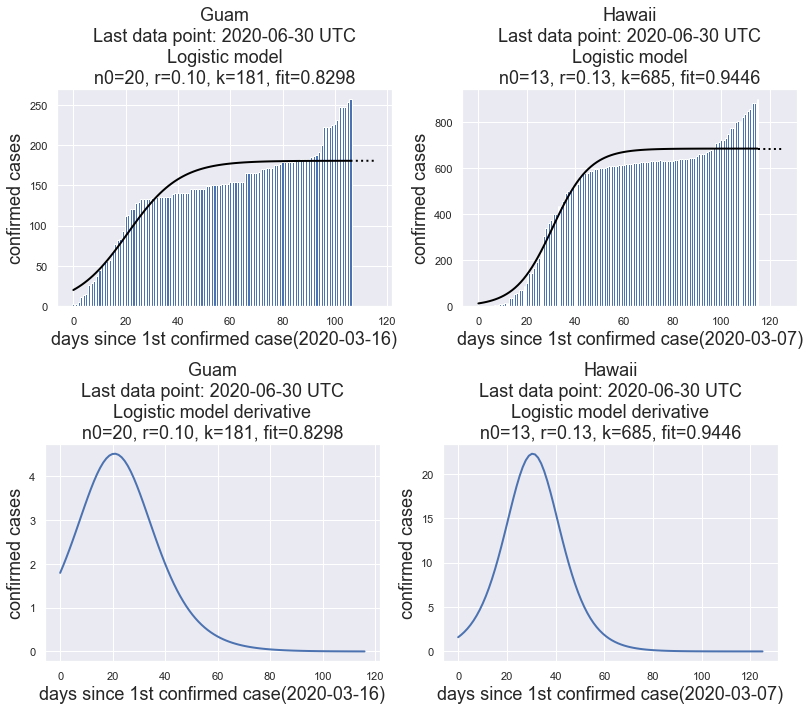 Guam
Last data point: 2020-06-30 UTC
Logistic model
n0=20, r=0.10, k=181, fit=0.8298
confirmed cases
250
200
150
100
50
0
0 20 40 60 80 100 120
days since 1st confirmed case(2020-03-16)
Hawaii
Last data point: 2020-06-30 UTC
Logistic model
n0=13, r=0.13, k=685, fit=0.9446
confirmed cases
800
600
400
200
0
0 20 40 60 80 100 120
days since 1st confirmed case(2020-03-07)
Guam
Last data point: 2020-06-30 UTC
Logistic model derivative
n0=20, r=0.10, k=181, fit=0.8298
confirmed cases
4
3
2
1
0
0 20 40 60 80 100 120
days since 1st confirmed case(2020-03-16)
Hawaii
Last data point: 2020-06-30 UTC
Logistic model derivative
n0=13, r=0.13, k=685, fit=0.9446
confirmed cases
20
15
10
5
0
0 20 40 60 80 100 120
days since 1st confirmed case(2020-03-07)